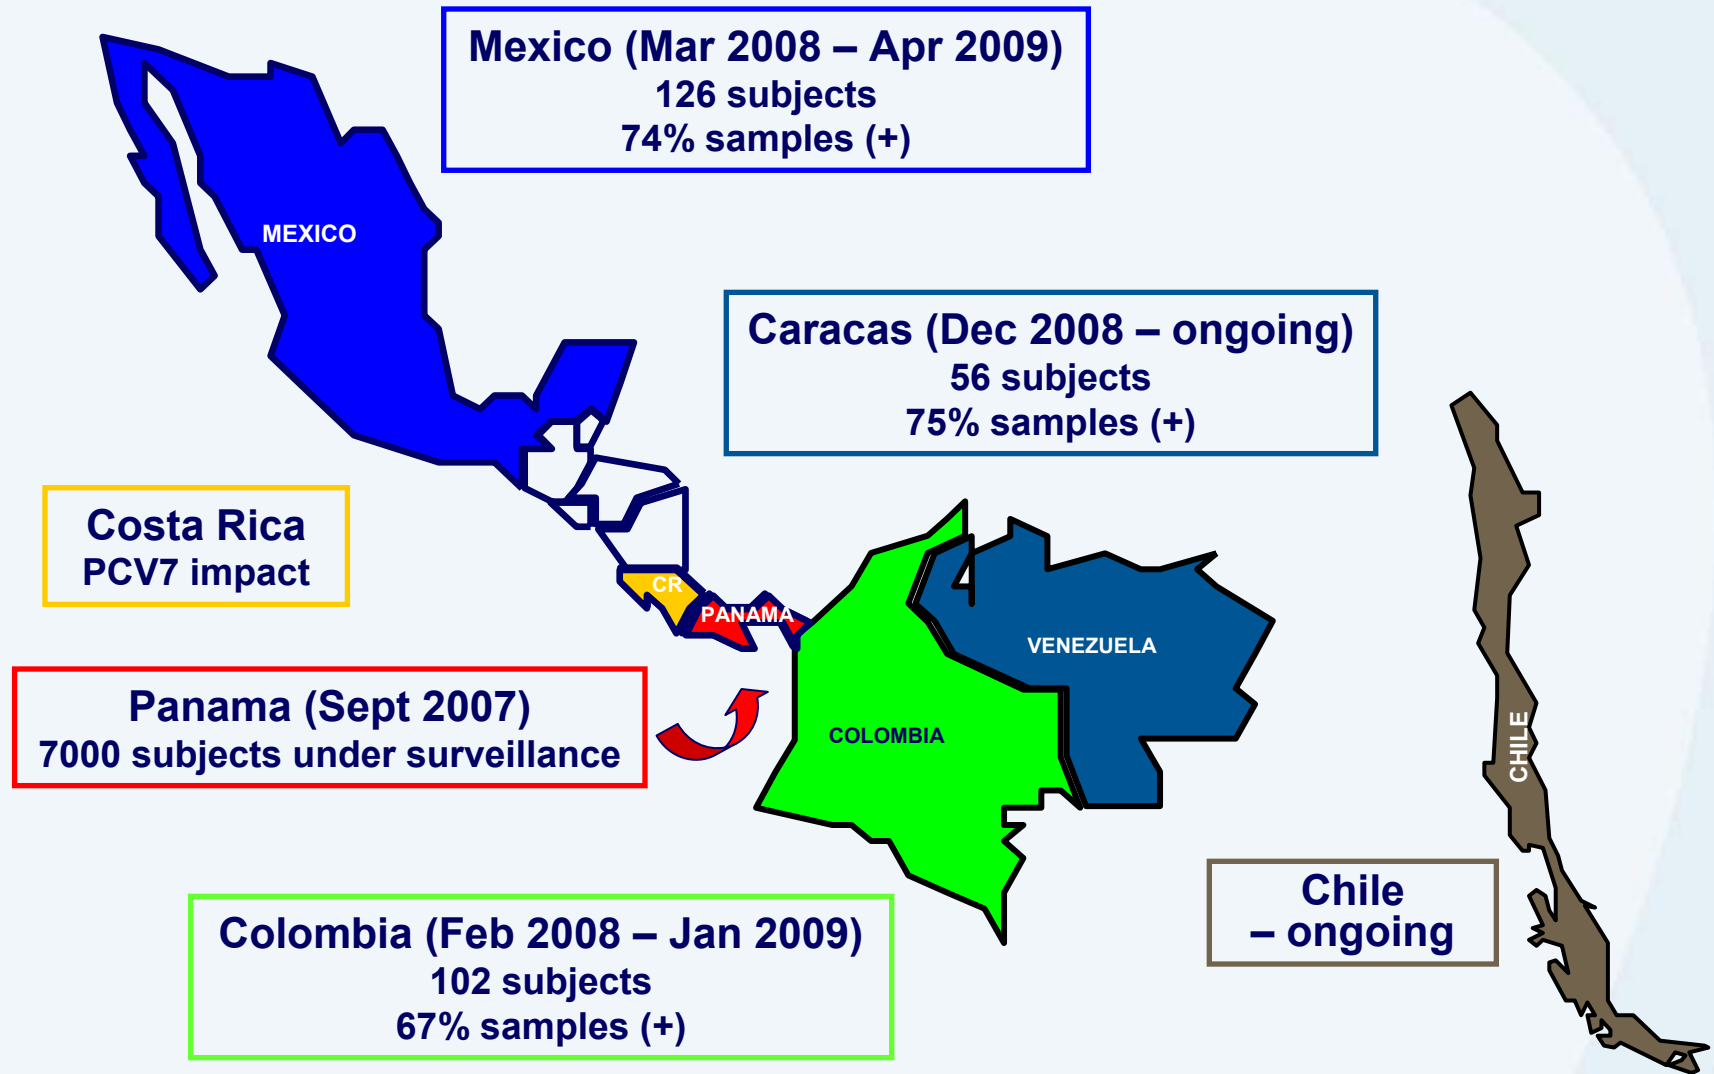 Mexico (Mar 2008 – Apr 2009)
126 subjects
74% samples (+)
MEXICO
Caracas (Dec 2008 – ongoing)
56 subjects
75% samples (+)
Costa Rica
PCV7 impact
CR
PANAMA
VENEZUELA
Panama (Sept 2007)
7000 subjects under surveillance
COLOMBIA
CHILE
Chile
– ongoing
Colombia (Feb 2008 – Jan 2009)
102 subjects
67% samples (+)